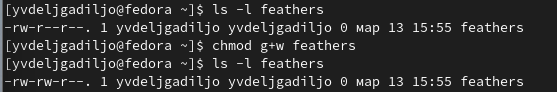 [yvdeljgadiljo@fedora ~]$ ls -l feathers
-rw-r--r--. 1 yvdeljgadiljo yvdeljgadiljo 0 мар 13 15:55 feathers
[yvdeljgadiljo@fedora ~]$ chmod g+w feathers
[yvdeljgadiljo@fedora ~]$ ls -l feathers
-rw-rw-r--. 1 yvdeljgadiljo yvdeljgadiljo 0 мар 13 15:55 feathers